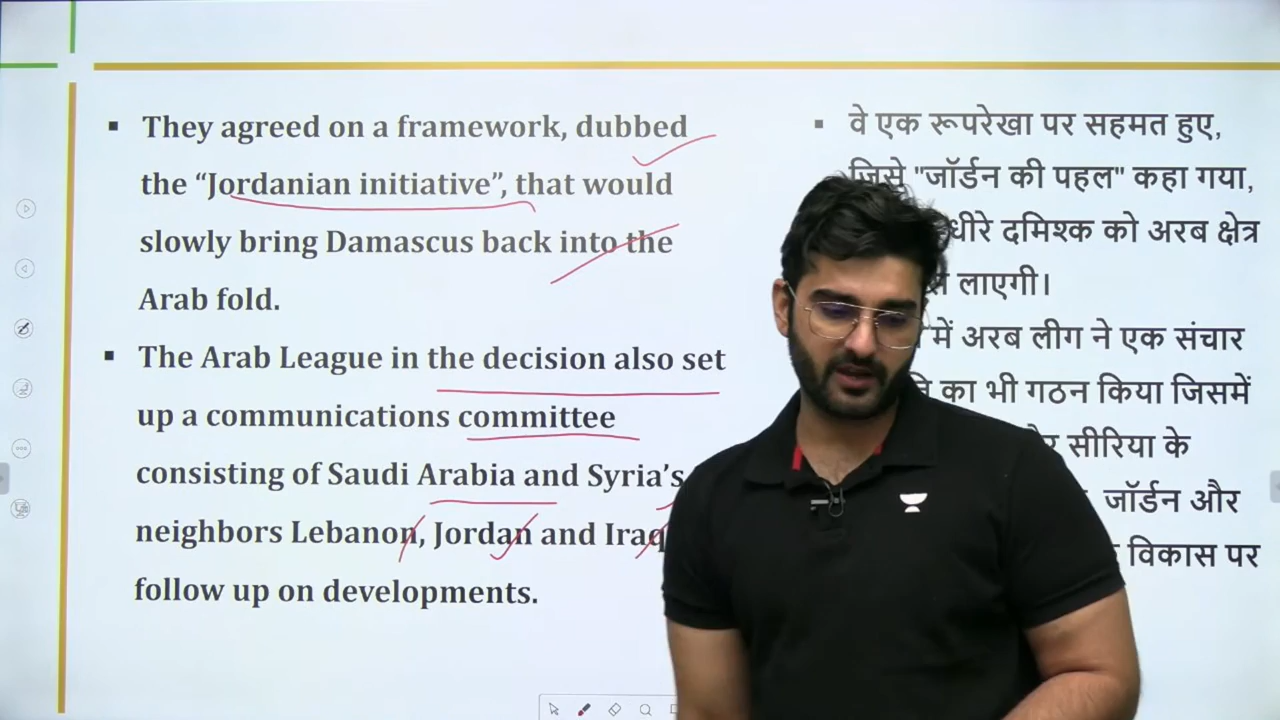 They agreed on a framework, dubbed
the “Jordanian initiative”, that would
slowly bring Damascus back into the
Arab fold.
The Arab League in the decision also set
up a communications committee
consisting of Saudi Arabia and Syria’s
neighbors Lebanon, Jordan and Iraq
follow up on developments.
वे एक रूपरेखा पर सहमत हुए,
जिसे "जॉर्डन की पहल" कहा गया,
धीरे दमिश्क को अरब क्षेत्र
लाएगी।
में अरब लीग ने एक संचार
का भी गठन किया जिसमें
सीरिया के
जॉर्डन और
विकास पर